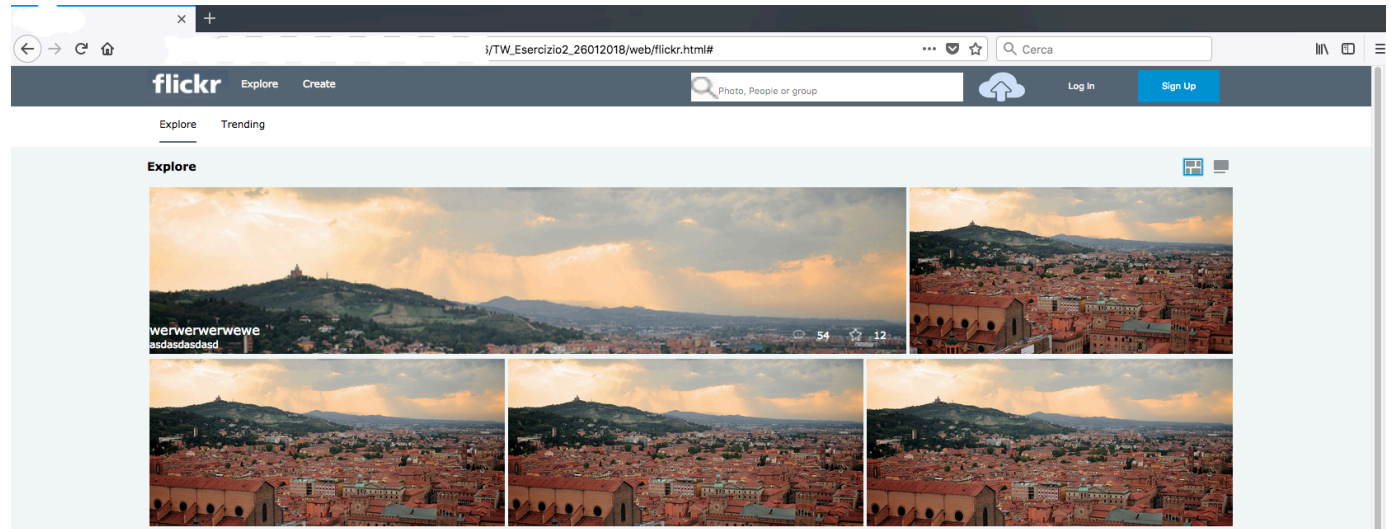 /TW_Esercizio2_26012018/web/flickr.html#
Cerca
flickr Explore Create
Photo, People or group
Log In
Sign Up
Explore Trending
Explore
werwerwerwewe
asdasdasdasd
54 12